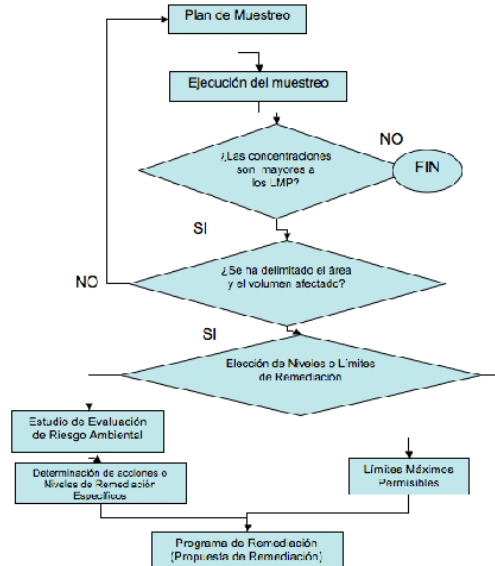 Plan de Muestreo
Ejecución del muestreo
¿Las concentraciones
son mayores a
los LMP?
NO
FIN
SI
¿Se ha delimitado el área
y el volumen afectado?
NO
SI
Elección de Niveles o Límites
de Remediación
Estudio de Evaluación
de Riesgo Ambiental
Determinación de acciones o
Niveles de Remediación
Específicos
Límites Máximos
Permisibles
Programa de Remediación
(Propuesta de Remediación)